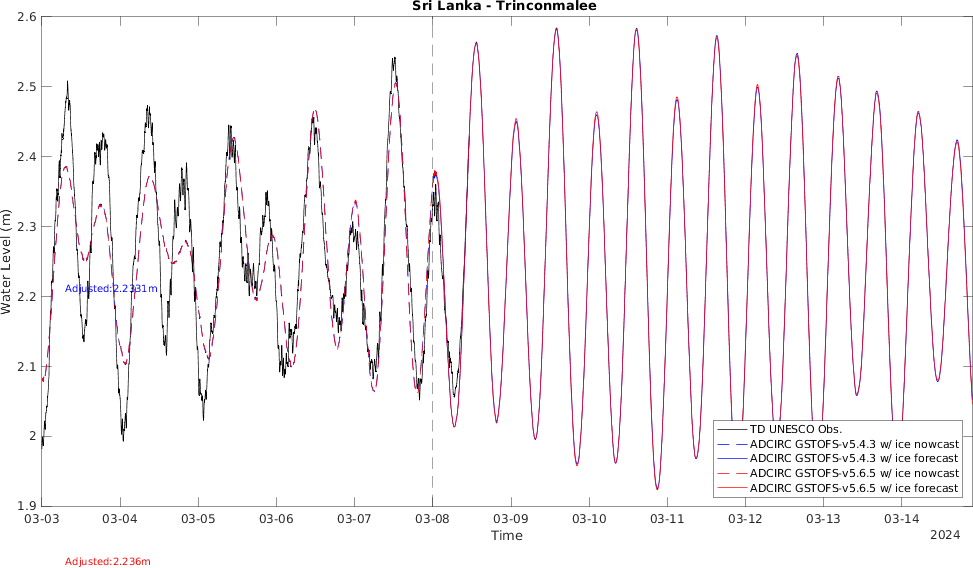 Sri Lanka - Trinconmalee
2.6
2.5
2.4
2.3
2.2
2.1
2
1.9
Water Level (m)
Adjusted:2.2331m
TD UNESCO Obs.
ADCIRC GSTOFS-v5.4.3 w/ ice nowcast
ADCIRC GSTOFS-v5.4.3 w/ ice forecast
ADCIRC GSTOFS-v5.6.5 w/ ice nowcast
ADCIRC GSTOFS-v5.6.5 w/ ice forecast
03-03 03-04 03-05 03-06 03-07 03-08 03-09 03-10 03-11 03-12 03-13 03-14
Time
2024
Adjusted:2.236m